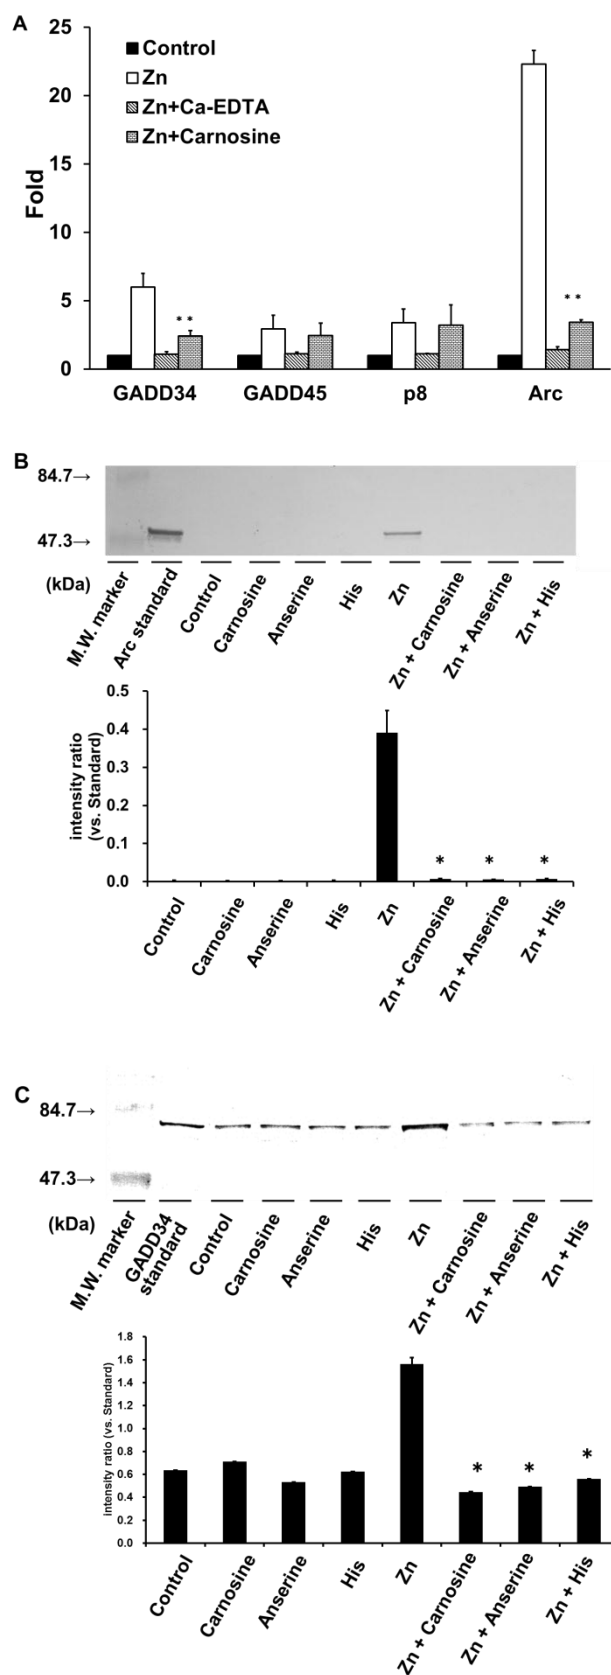 A
25
20
15
10
5
0
Fold
Control
Zn
Zn+Ca-EDTA
Zn+Carnosine
**
**
GADD34 GADD45 p8 Arc
B
84.7→
47.3→
(kDa)
M.W. marker
Arc standard
Control
Carnosine
Anserine
His
Zn
Zn + Carnosine
Zn + Anserine
Zn + His
intensity ratio
(vs. Standard)
0.5
0.4
0.3
0.2
0.1
0.0
* * *
Control
Carnosine
Anserine
His
Zn
Zn + Carnosine
Zn + Anserine
Zn + His
C
84.7→
47.3→
(kDa)
M.W. marker
GADD34
standard
Control
Carnosine
Anserine
His
Zn
Zn + Carnosine
Zn + Anserine
Zn + His
intensity ratio (vs. Standard)
1.8
1.6
1.4
1.2
1.0
0.8
0.6
0.4
0.2
0.0
* * *
Control
Carnosine
Anserine
His
Zn
Zn + Carnosine
Zn + Anserine
Zn + His